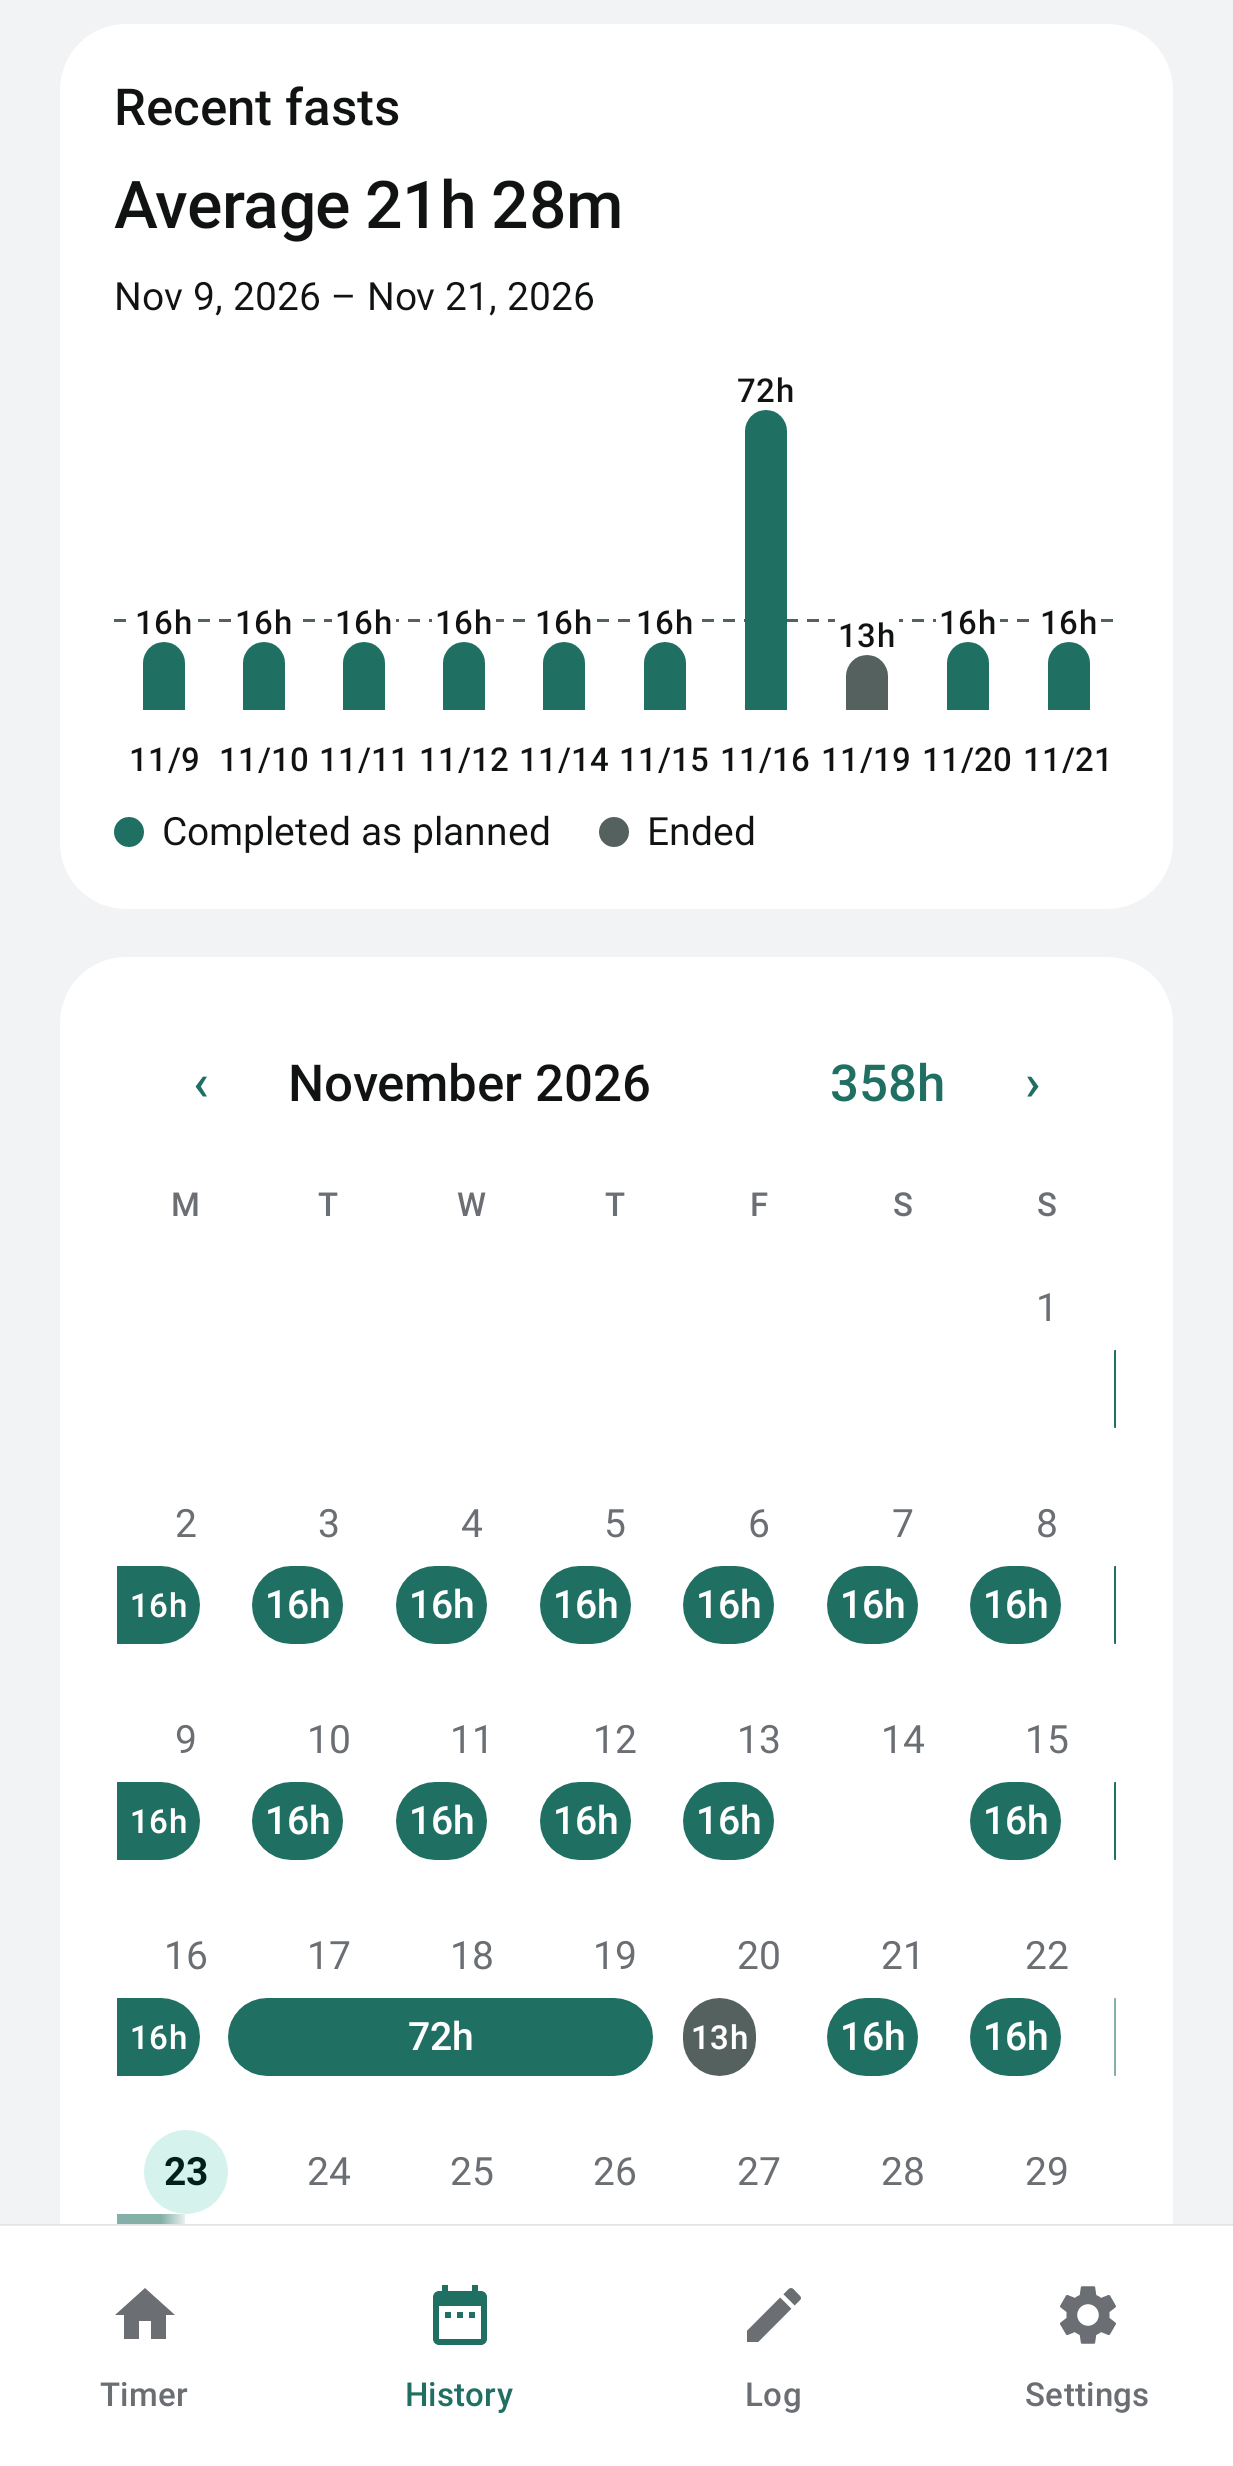 Recent fasts
Average 21h 28m
Nov 9, 2026 – Nov 21, 2026
72h
16h 16h 16h 16h 16h 16h 13h 16h 16h
11/9 11/10 11/11 11/12 11/14 11/15 11/16 11/19 11/20 11/21
Completed as planned Ended
‹ November 2026 358h ›
M T W T F S S
1
2 3 4 5 6 7 8
16h 16h 16h 16h 16h 16h 16h
9 10 11 12 13 14 15
16h 16h 16h 16h 16h 16h
16 17 18 19 20 21 22
16h 72h 13h 16h 16h
23 24 25 26 27 28 29
Timer History Log Settings